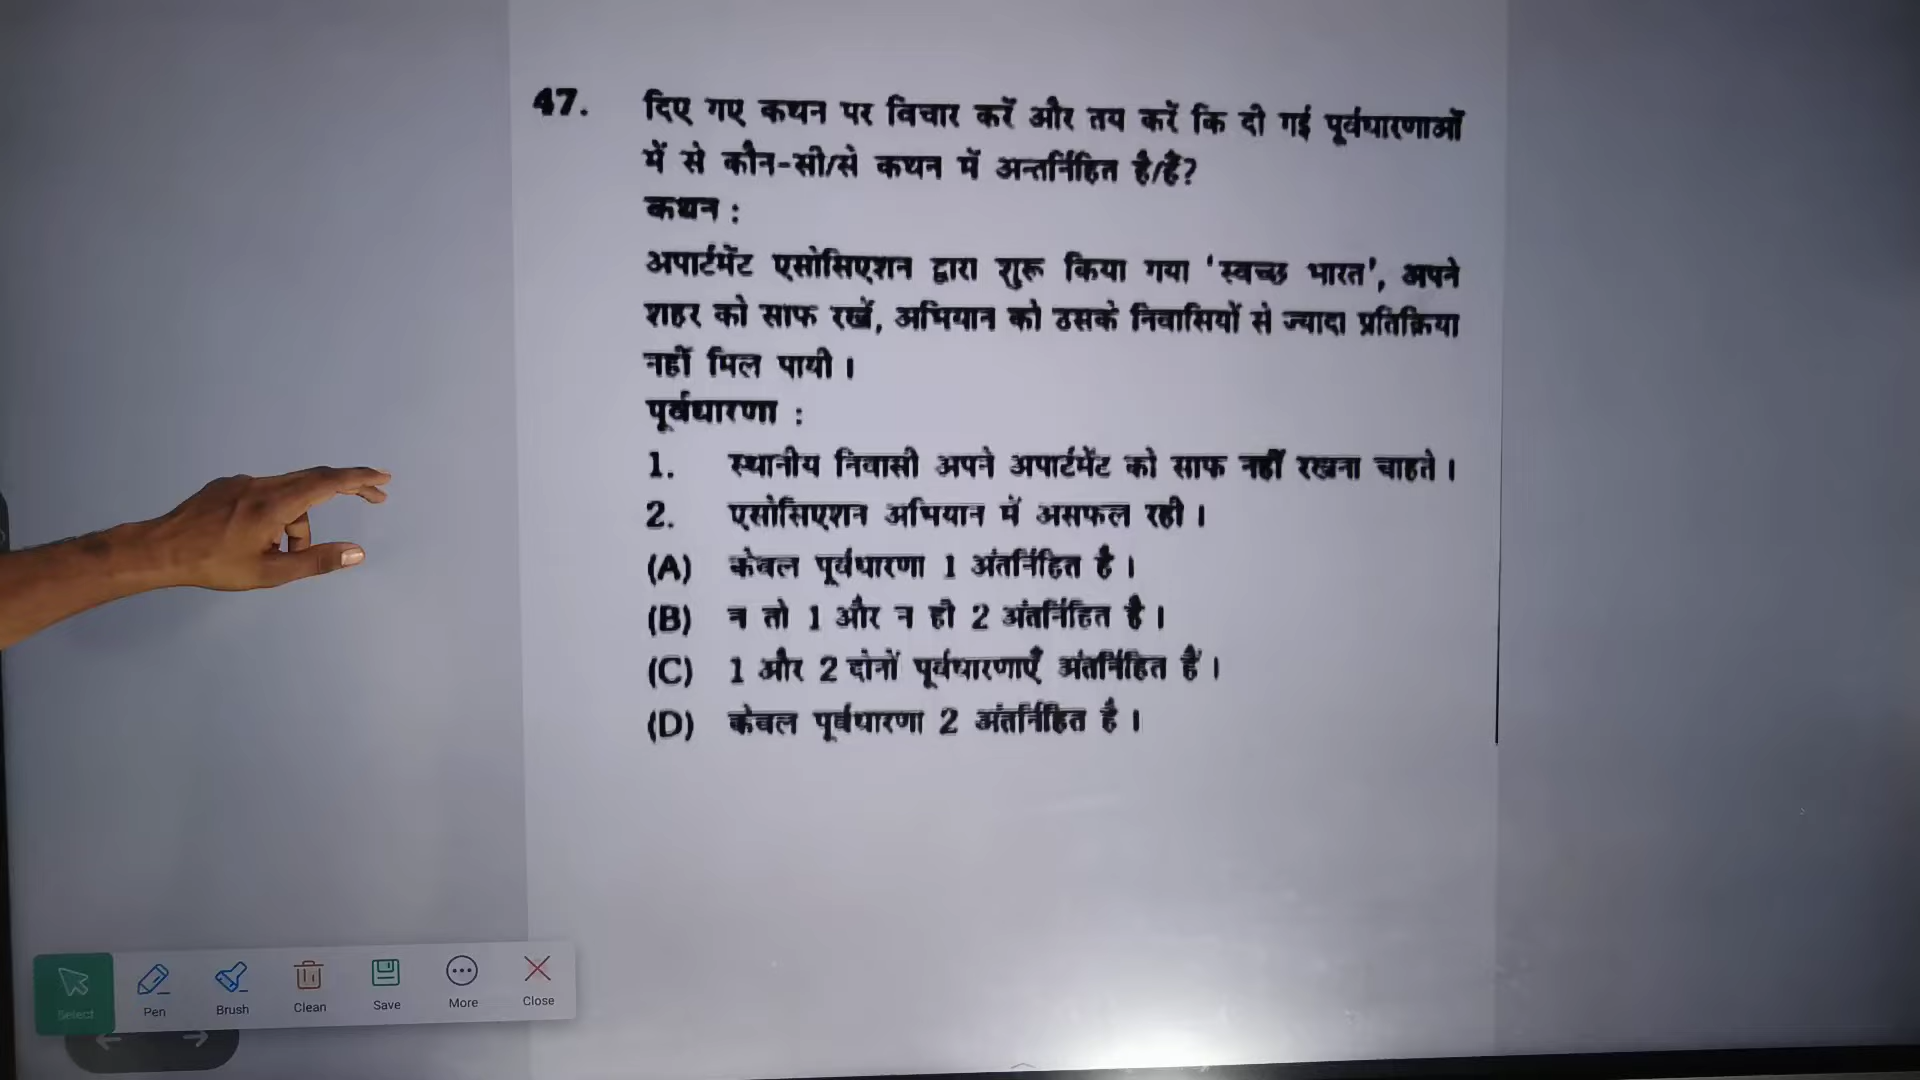 47. दिए गए कथन पर विचार करें और तय करें कि दी गई पूर्वधारणाओं
में से कौन-सी/से कथन में अन्तर्निहित है/हैं?
कथन :
अपार्टमेंट एसोसिएशन द्वारा शुरू किया गया 'स्वच्छ भारत', अपने
शहर को साफ रखें, अभियान को उसके निवासियों से ज्यादा प्रतिक्रिया
नहीं मिल पायी ।
पूर्वधारणा :
1. स्थानीय निवासी अपने अपार्टमेंट को साफ नहीं रखना चाहते ।
2. एसोसिएशन अभियान में असफल रही ।
(A) केवल पूर्वधारणा 1 अंतर्निहित है ।
(B) न तो 1 और न ही 2 अंतर्निहित है ।
(C) 1 और 2 दोनों पूर्वधारणाएँ अंतर्निहित हैं ।
(D) केवल पूर्वधारणा 2 अंतर्निहित है ।
Select Pen Brush Clean Save More Close